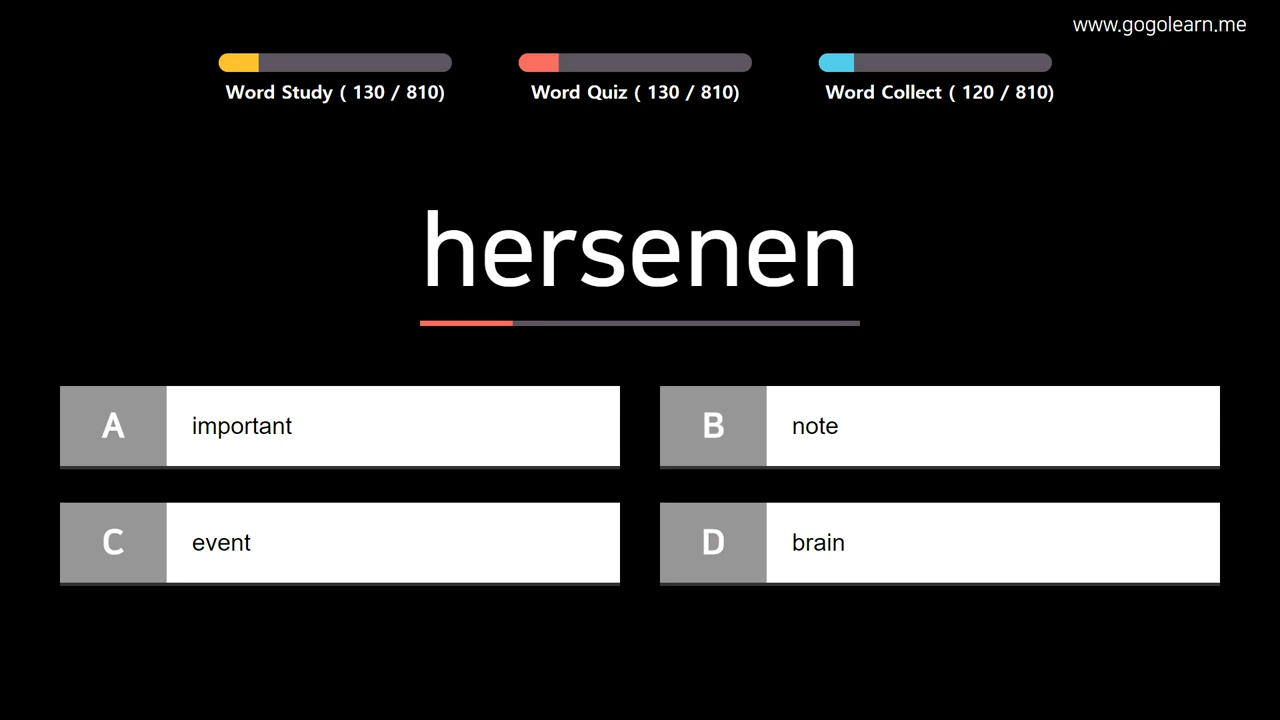 www.gogolearn.me
Word Study ( 130 / 810)
Word Quiz ( 130 / 810)
Word Collect ( 120 / 810)
hersenen
A important
B note
C event
D brain